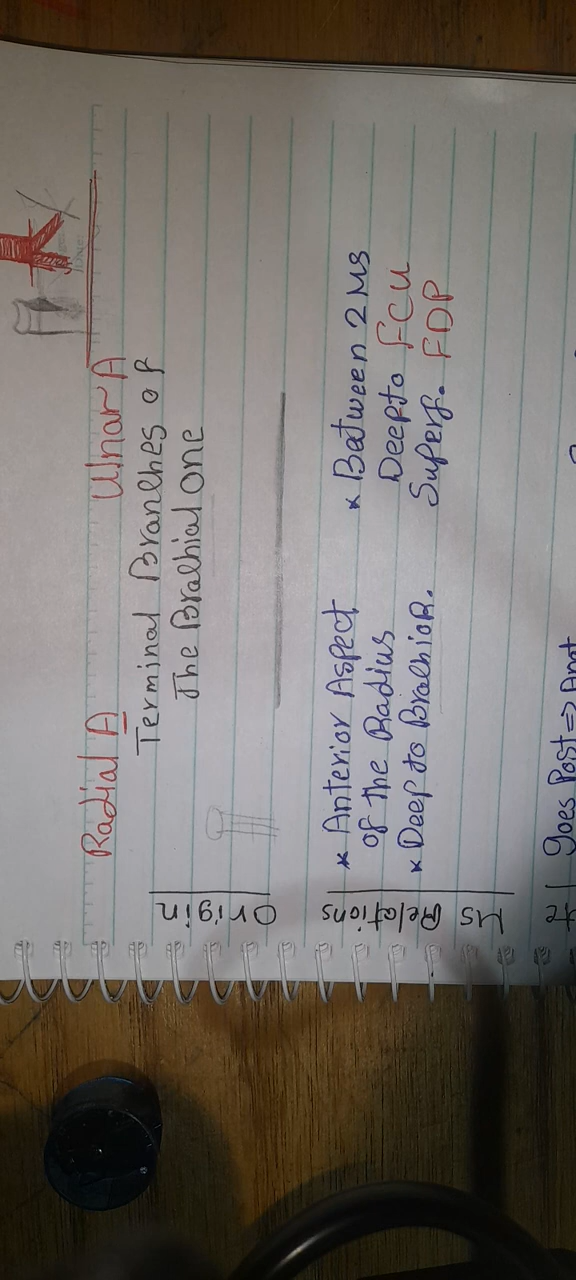 Radial A
Ulnar A
Origin
Terminal Branches of
The Brachial one
Ms Relations
* Anterior Aspect
of the Radius
* Deep to Brachior.
* Between 2 Ms
Deep to FCU
Superf. FDP
goes Post =>